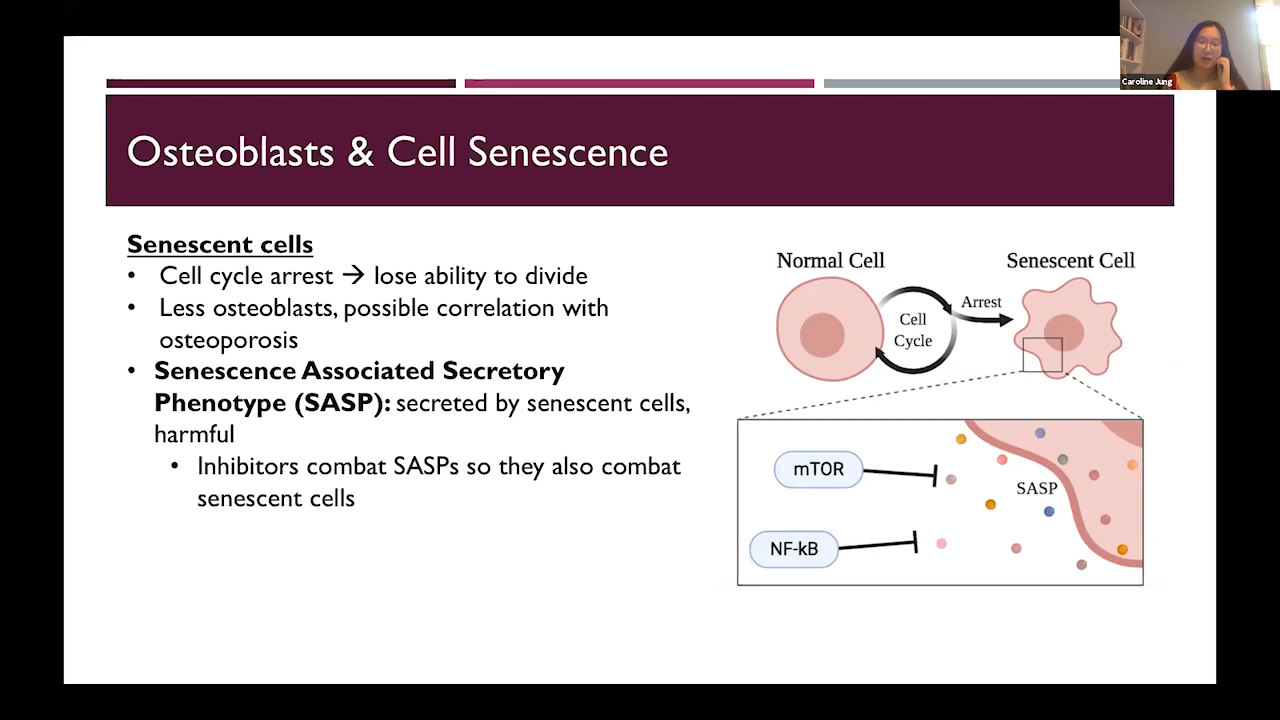 Caroline Jung
Osteoblasts & Cell Senescence
Senescent cells
• Cell cycle arrest → lose ability to divide
• Less osteoblasts, possible correlation with
osteoporosis
• Senescence Associated Secretory
Phenotype (SASP): secreted by senescent cells,
harmful
• Inhibitors combat SASPs so they also combat
senescent cells
Normal Cell
Senescent Cell
Arrest
Cell
Cycle
mTOR
SASP
NF-kB